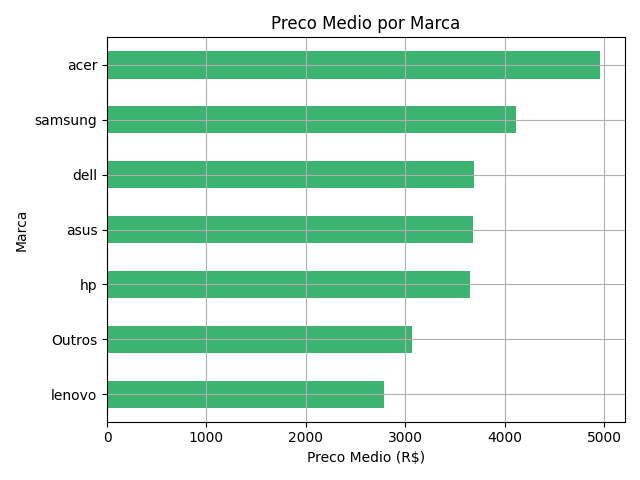 Preco Medio por Marca
acer
samsung
dell
asus
hp
Outros
lenovo
Marca
0 1000 2000 3000 4000 5000
Preco Medio (R$)